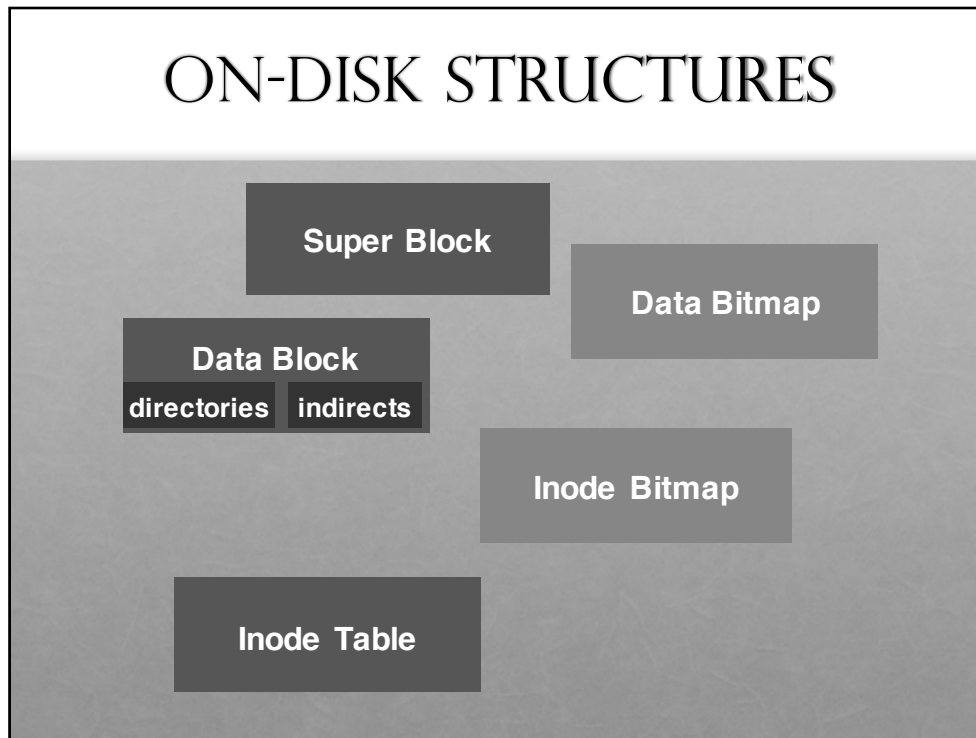 ON-DISK STRUCTURES
Super Block
Data Bitmap
Data Block
directories indirects
Inode Bitmap
Inode Table